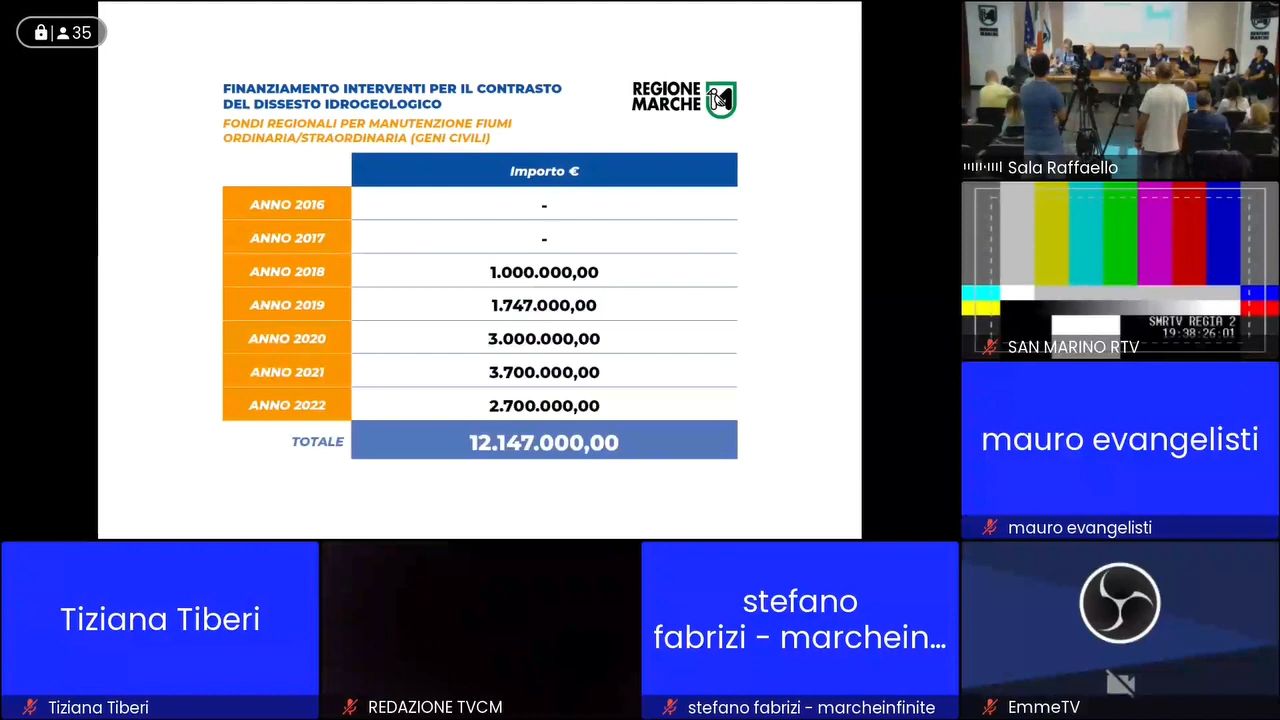 35
FINANZIAMENTO INTERVENTI PER IL CONTRASTO
DEL DISSESTO IDROGEOLOGICO
FONDI REGIONALI PER MANUTENZIONE FIUMI
ORDINARIA/STRAORDINARIA (GENI CIVILI)
REGIONE
MARCHE
Importo €
ANNO 2016 -
ANNO 2017 -
ANNO 2018 1.000.000,00
ANNO 2019 1.747.000,00
ANNO 2020 3.000.000,00
ANNO 2021 3.700.000,00
ANNO 2022 2.700.000,00
TOTALE 12.147.000,00
REGIONE
MARCHE
REGIONE
MARCHE
Sala Raffaello
SMRTV REGIA 2
19:38:26:01
SAN MARINO RTV
mauro evangelisti
mauro evangelisti
Tiziana Tiberi
Tiziana Tiberi
REDAZIONE TVCM
stefano
fabrizi - marchein...
stefano fabrizi - marcheinfinite
EmmeTV